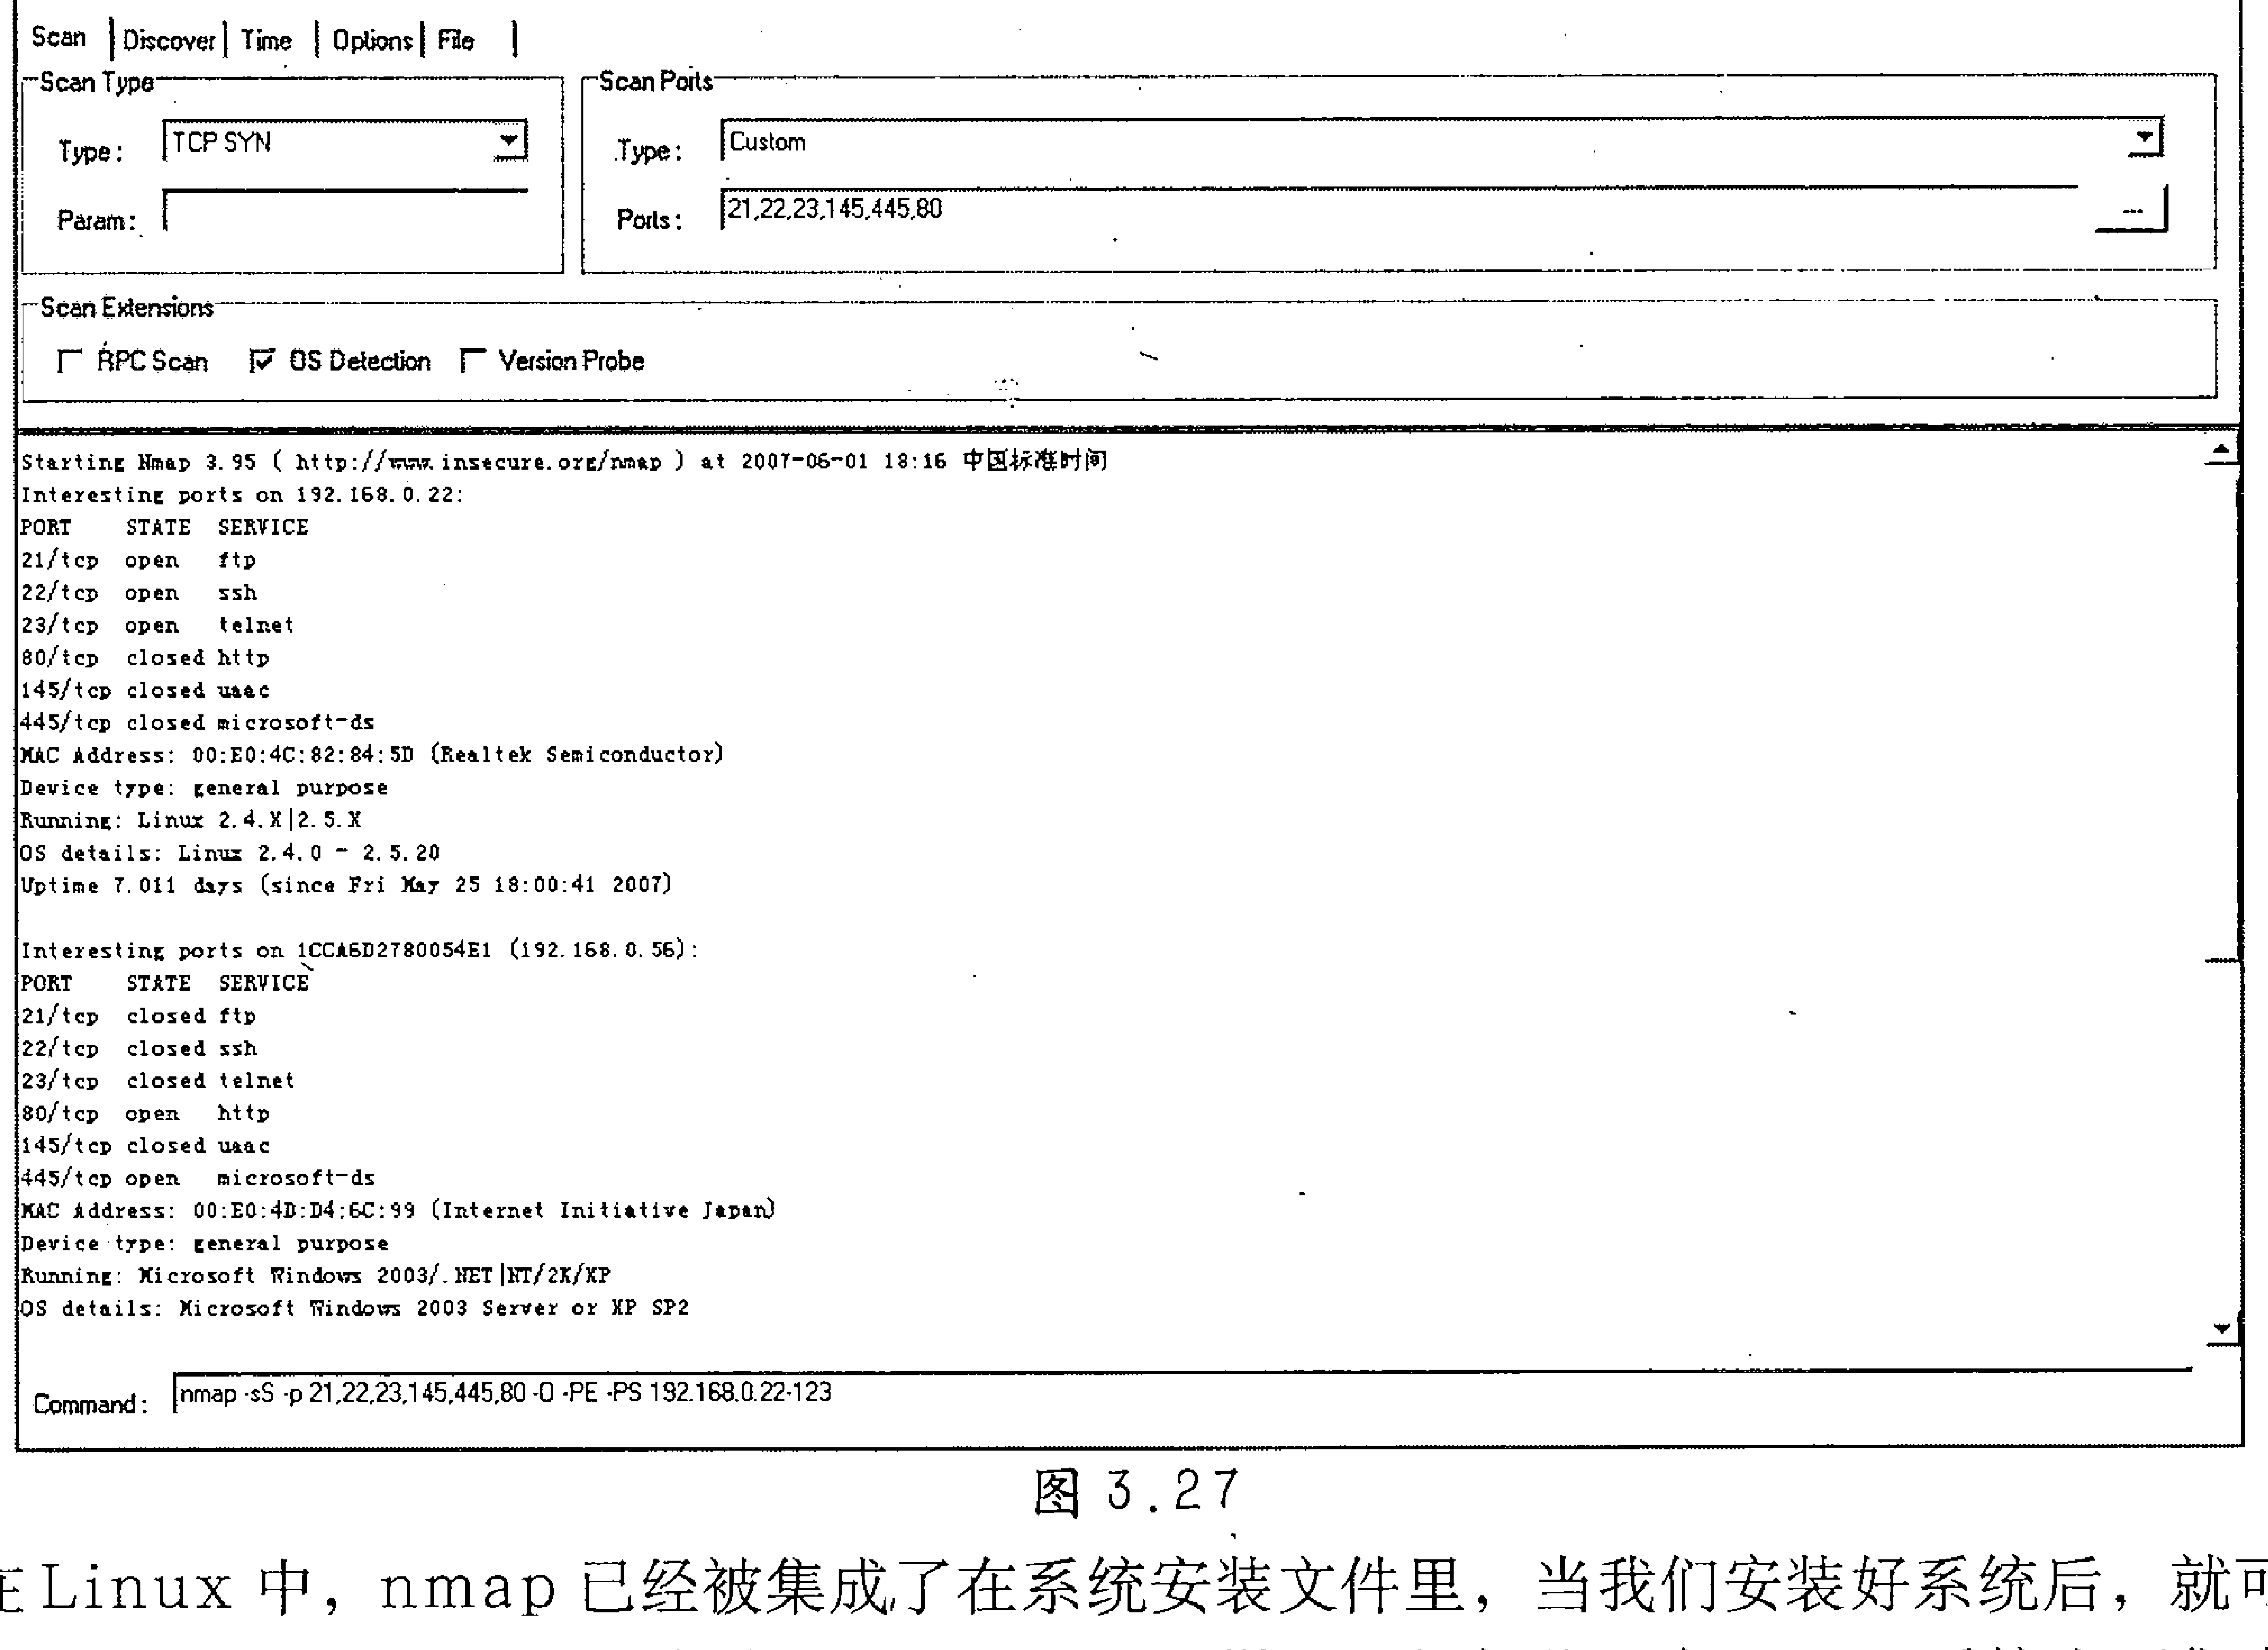 Scan Discover Time Options File
Scan Type
Scan Ports
Type: TCP SYN
Type: Custom
Param:
Ports: 21,22,23,145,445,80 ...
Scan Extensions
RPC Scan OS Detection Version Probe
Starting Nmap 3.95 ( http://www.insecure.org/nmap ) at 2007-06-01 18:16 中国标准时间
Interesting ports on 192.168.0.22:
PORT STATE SERVICE
21/tcp open ftp
22/tcp open ssh
23/tcp open telnet
80/tcp closed http
145/tcp closed uaac
445/tcp closed microsoft-ds
MAC Address: 00:E0:4C:82:84:5D (Realtek Semiconductor)
Device type: general purpose
Running: Linux 2.4.X|2.5.X
OS details: Linux 2.4.0 - 2.5.20
Uptime 7.011 days (since Fri May 25 18:00:41 2007)
Interesting ports on 1CCA6D2780054E1 (192.168.0.56):
PORT STATE SERVICE
21/tcp closed ftp
22/tcp closed ssh
23/tcp closed telnet
80/tcp open http
145/tcp closed uaac
445/tcp open microsoft-ds
MAC Address: 00:E0:4D:D4:6C:99 (Internet Initiative Japan)
Device type: general purpose
Running: Microsoft Windows 2003/.NET|NT/2K/XP
OS details: Microsoft Windows 2003 Server or XP SP2
Command: nmap -sS -p 21,22,23,145,445,80 -O -PE -PS 192.168.0.22-123
图 3.27
在Linux 中，nmap 已经被集成了在系统安装文件里，当我们安装好系统后，就可